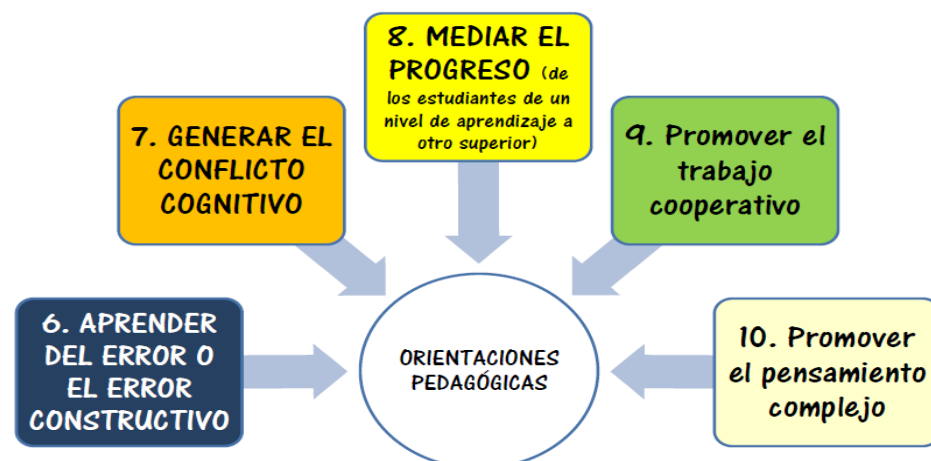 6. APRENDER
DEL ERROR O
EL ERROR
CONSTRUCTIVO
7. GENERAR EL
CONFLICTO
COGNITIVO
8. MEDIAR EL
PROGRESO (de
los estudiantes de un
nivel de aprendizaje a
otro superior)
9. Promover el
trabajo
cooperativo
10. Promover
el pensamiento
complejo
ORIENTACIONES
PEDAGÓGICAS